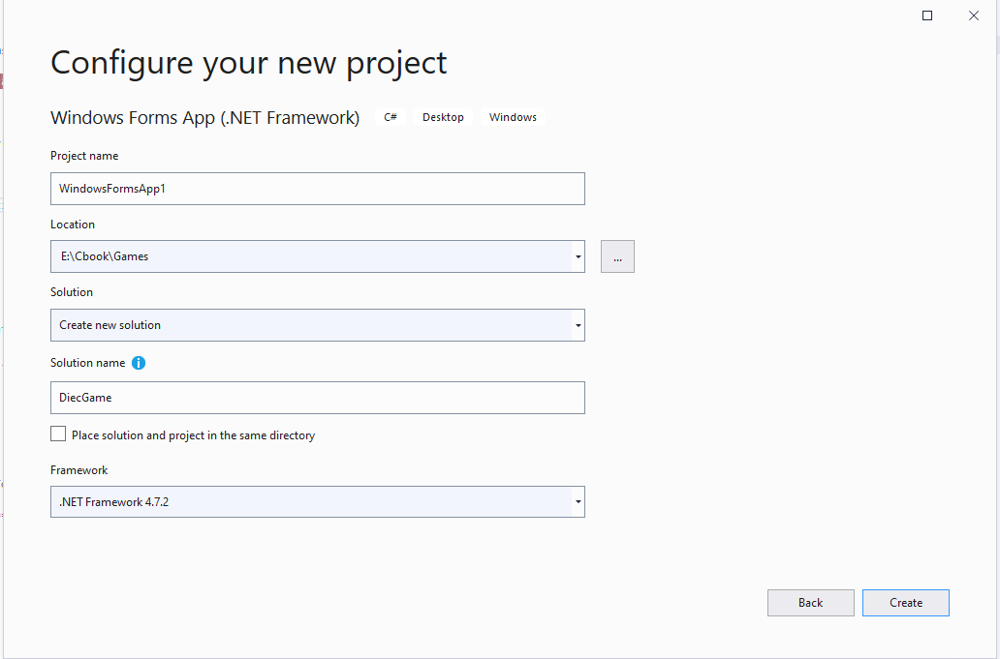 Configure your new project
Windows Forms App (.NET Framework) C# Desktop Windows
Project name
WindowsFormsApp1
Location
E:\Cbook\Games
...
Solution
Create new solution
Solution name
DiecGame
Place solution and project in the same directory
Framework
.NET Framework 4.7.2
Back Create